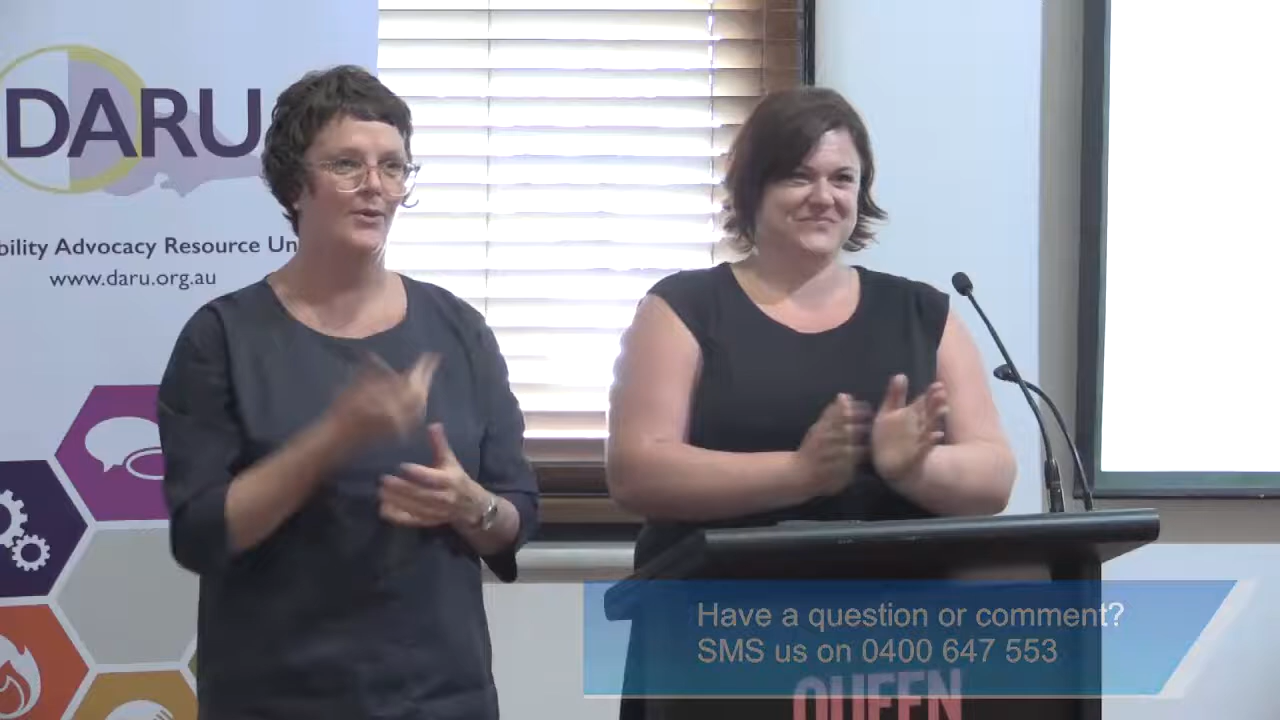 DARU
bility Advocacy Resource Un
www.daru.org.au
Have a question or comment?
SMS us on 0400 647 553
QUEEN